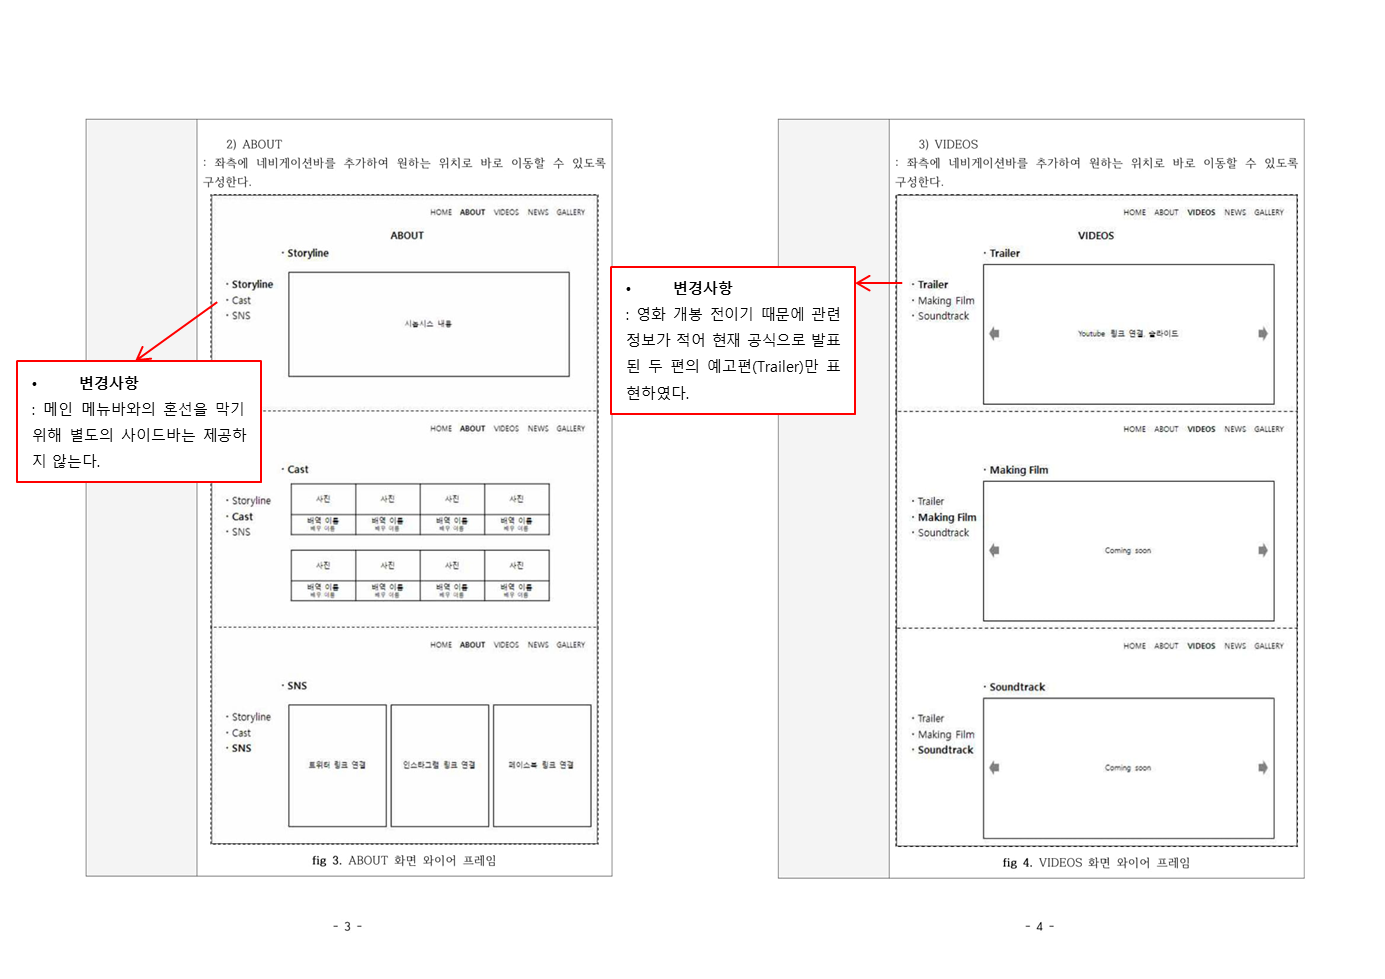 2) ABOUT
: 좌측에 네비게이션바를 추가하여 원하는 위치로 바로 이동할 수 있도록
구성한다.
HOME ABOUT VIDEOS NEWS GALLERY
ABOUT
· Storyline
· Storyline
· Cast
· SNS
시놉시스 내용
• 변경사항
: 메인 메뉴바와의 혼선을 막기
위해 별도의 사이드바는 제공하
지 않는다.
HOME ABOUT VIDEOS NEWS GALLERY
· Cast
· Storyline
· Cast
· SNS
사진 사진 사진 사진
배역 이름 배역 이름 배역 이름 배역 이름
배우 이름 배우 이름 배우 이름 배우 이름
사진 사진 사진 사진
배역 이름 배역 이름 배역 이름 배역 이름
배우 이름 배우 이름 배우 이름 배우 이름
HOME ABOUT VIDEOS NEWS GALLERY
· SNS
· Storyline
· Cast
· SNS
트위터 링크 연결 인스타그램 링크 연결 페이스북 링크 연결
fig 3. ABOUT 화면 와이어 프레임
- 3 -
3) VIDEOS
: 좌측에 네비게이션바를 추가하여 원하는 위치로 바로 이동할 수 있도록
구성한다.
HOME ABOUT VIDEOS NEWS GALLERY
VIDEOS
· Trailer
· Trailer
· Making Film
· Soundtrack
Youtube 링크 연결, 슬라이드
• 변경사항
: 영화 개봉 전이기 때문에 관련
정보가 적어 현재 공식으로 발표
된 두 편의 예고편(Trailer)만 표
현하였다.
HOME ABOUT VIDEOS NEWS GALLERY
· Making Film
· Trailer
· Making Film
· Soundtrack
Coming soon
HOME ABOUT VIDEOS NEWS GALLERY
· Soundtrack
· Trailer
· Making Film
· Soundtrack
Coming soon
fig 4. VIDEOS 화면 와이어 프레임
- 4 -